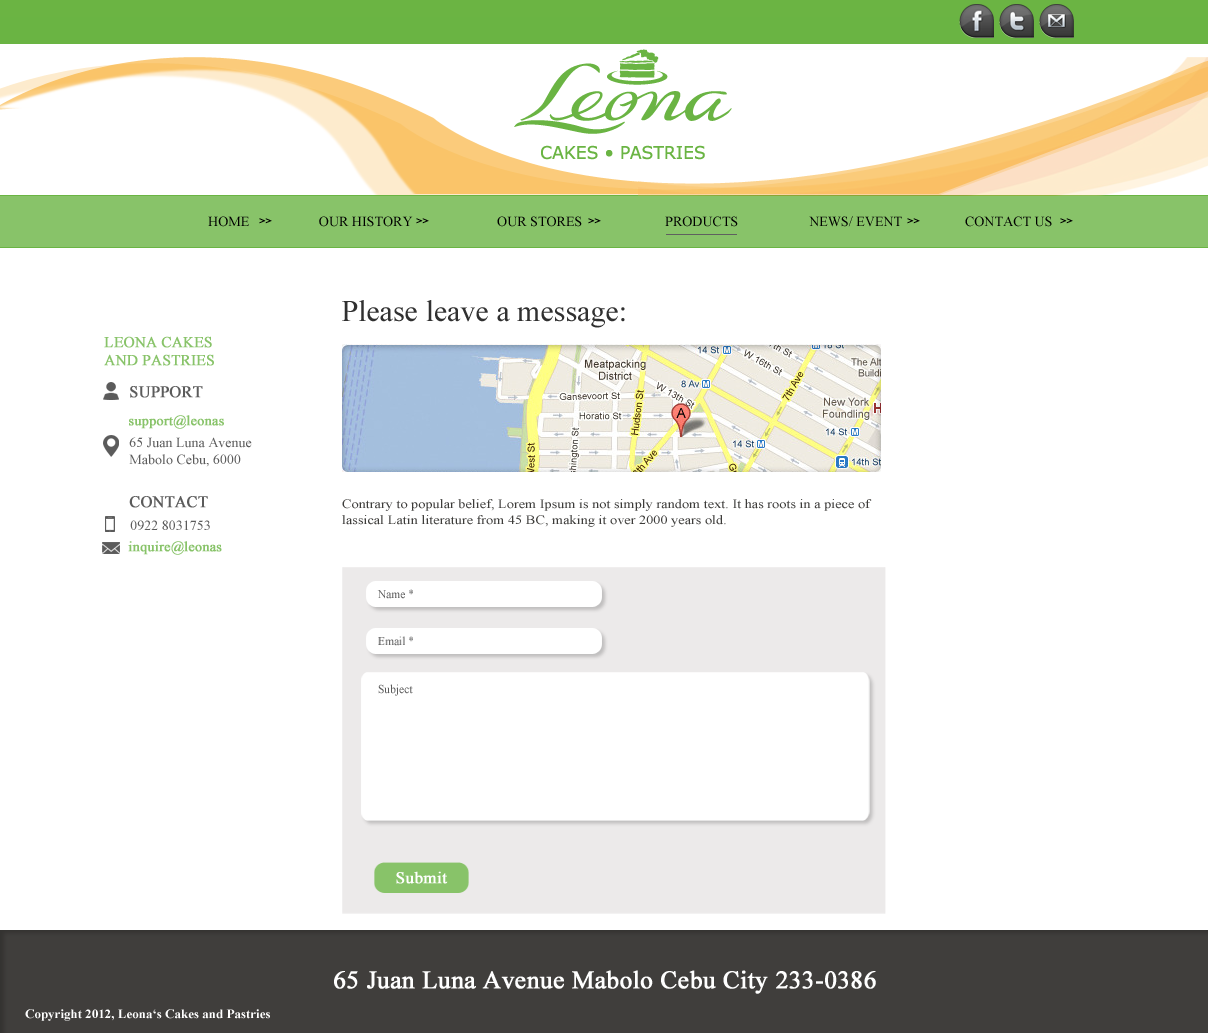 f t
Leona
CAKES • PASTRIES
HOME >> OUR HISTORY >> OUR STORES >> PRODUCTS NEWS/ EVENT >> CONTACT US >>
Please leave a message:
LEONA CAKES
AND PASTRIES
SUPPORT
support@leonas
65 Juan Luna Avenue
Mabolo Cebu, 6000
CONTACT
0922 8031753
inquire@leonas
14 St M
18 St
Meatpacking
District
W 16th St
The Alt
Buildi
8 Av M
W 13th St
7th Ave
Gansevoort St
New York
Foundling
H
Horatio St
Hudson St
A
14 St M
14 St M
West St
hington St
8th Ave
G
14th St
Contrary to popular belief, Lorem Ipsum is not simply random text. It has roots in a piece of
lassical Latin literature from 45 BC, making it over 2000 years old.
Name *
Email *
Subject
Submit
65 Juan Luna Avenue Mabolo Cebu City 233-0386
Copyright 2012, Leona‘s Cakes and Pastries